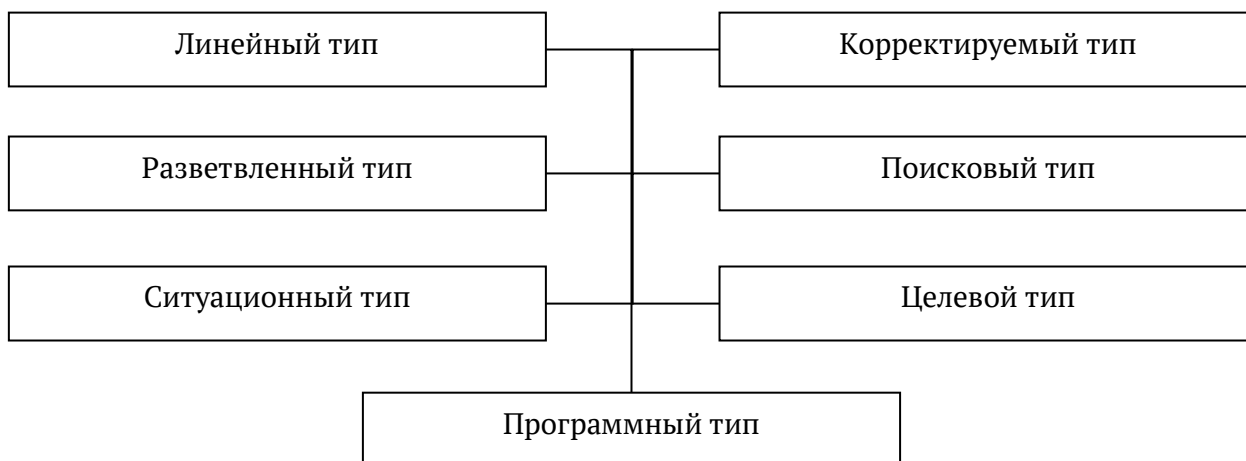 Линейный тип
Корректируемый тип
Разветвленный тип
Поисковый тип
Ситуационный тип
Целевой тип
Программный тип